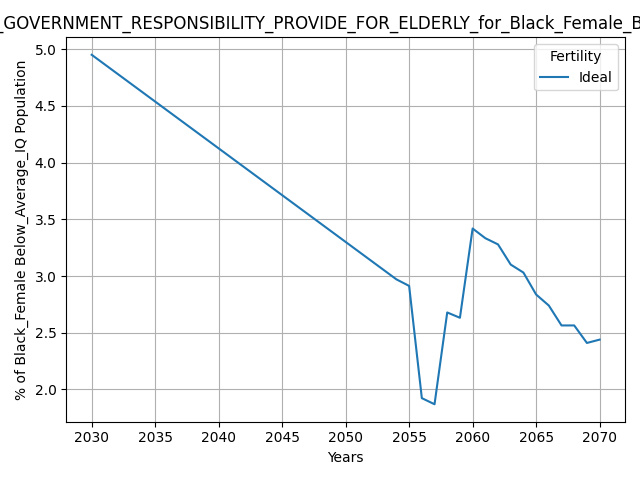 _GOVERNMENT_RESPONSIBILITY_PROVIDE_FOR_ELDERLY_for_Black_Female_B
% of Black_Female Below_Average_IQ Population
5.0
4.5
4.0
3.5
3.0
2.5
2.0
Fertility
Ideal
2030 2035 2040 2045 2050 2055 2060 2065 2070
Years